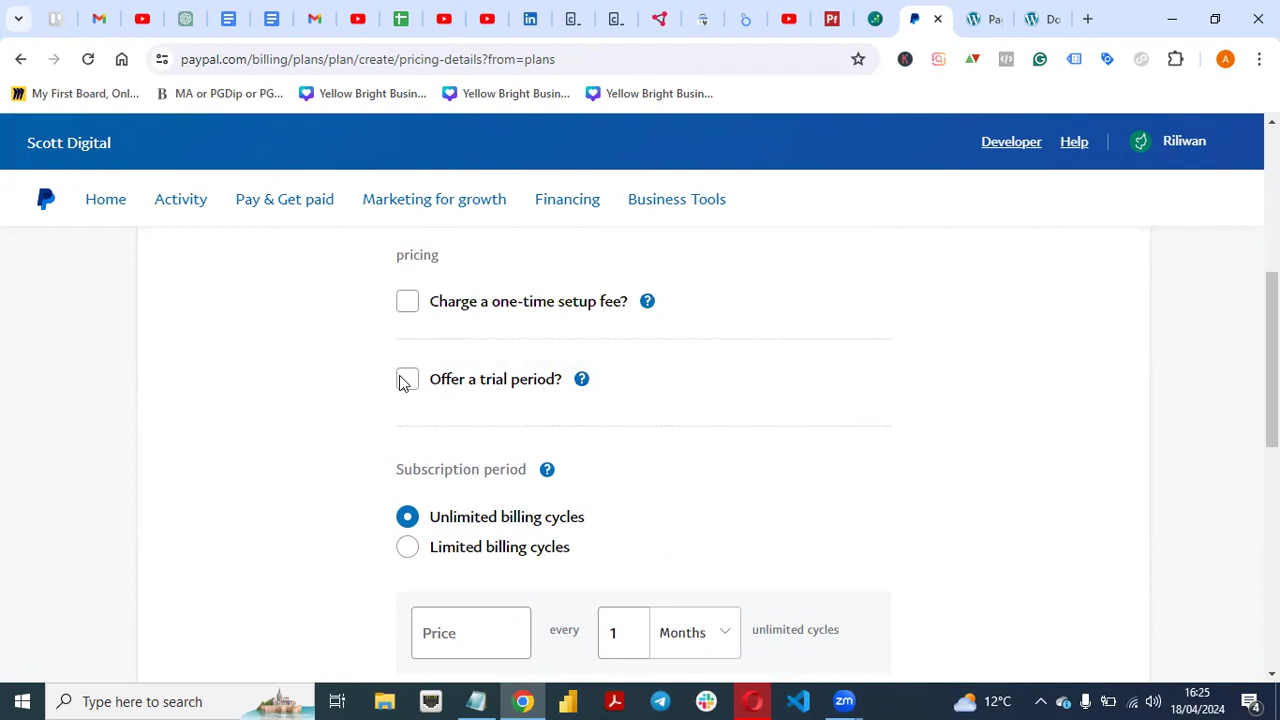 paypal.com/billing/plans/plan/create/pricing-details?from=plans
My First Board, Onl...
MA or PGDip or PG...
Yellow Bright Busin...
Yellow Bright Busin...
Yellow Bright Busin...
Scott Digital
Developer
Help
Riliwan
Home
Activity
Pay & Get paid
Marketing for growth
Financing
Business Tools
pricing
Charge a one-time setup fee?
Offer a trial period?
Subscription period
Unlimited billing cycles
Limited billing cycles
Price
every
1
Months
unlimited cycles
Type here to search
12°C
16:25
18/04/2024